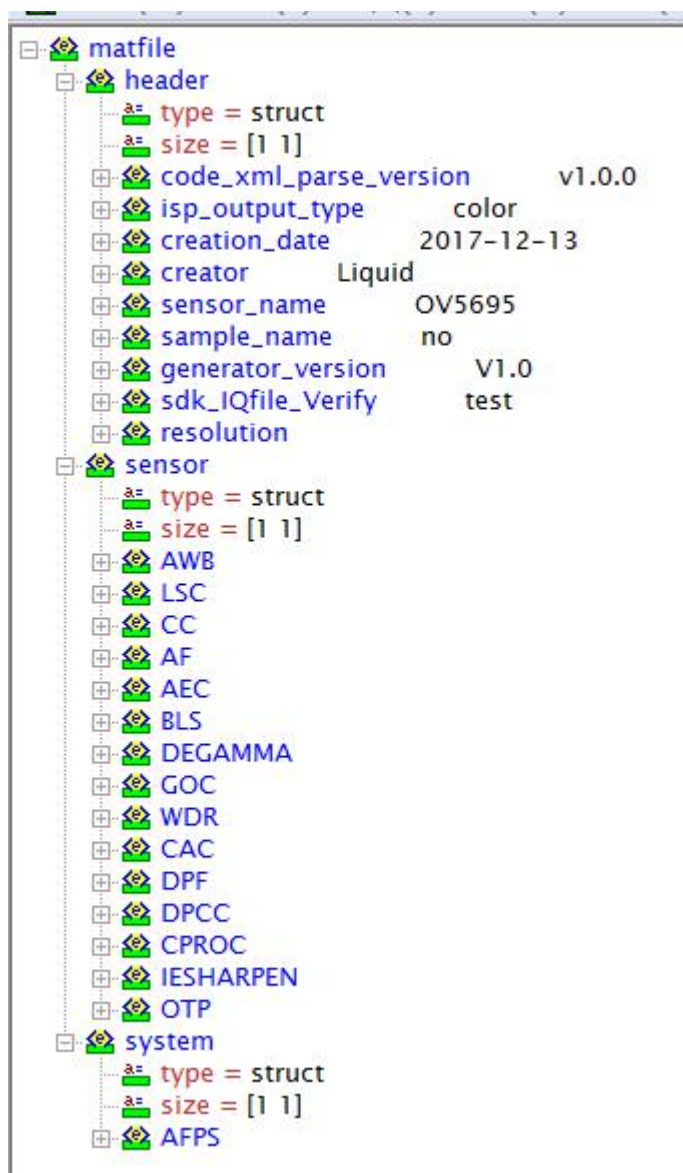 matfile
header
type = struct
size = [1 1]
code_xml_parse_version v1.0.0
isp_output_type color
creation_date 2017-12-13
creator Liquid
sensor_name OV5695
sample_name no
generator_version V1.0
sdk_IQfile_Verify test
resolution
sensor
type = struct
size = [1 1]
AWB
LSC
CC
AF
AEC
BLS
DEGAMMA
GOC
WDR
CAC
DPF
DPCC
CPROC
IESHARPEN
OTP
system
type = struct
size = [1 1]
AFPS